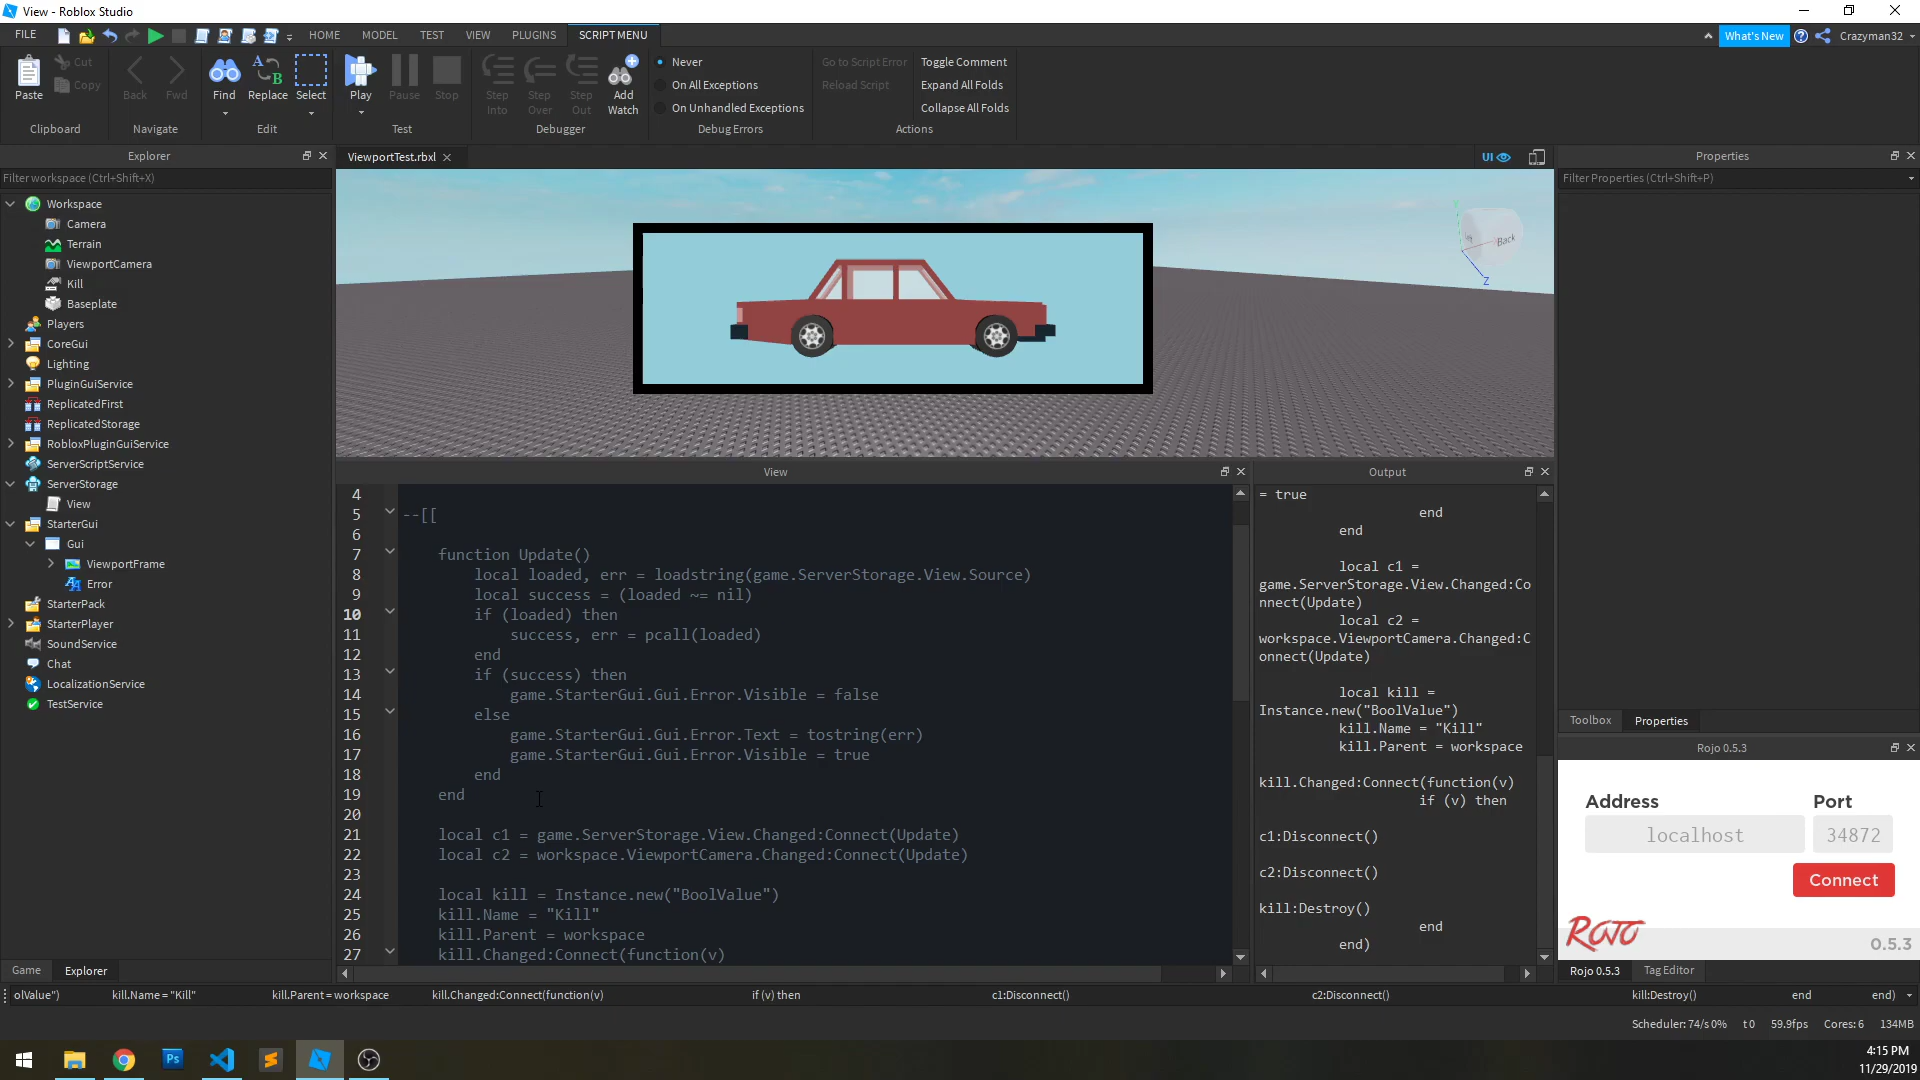 View - Roblox Studio
FILE
HOME
MODEL
TEST
VIEW
PLUGINS
SCRIPT MENU
What's New
Crazyman32
Paste
Cut
Copy
Clipboard
Back
Fwd
Navigate
Find
Replace
Select
Edit
Play
Pause
Stop
Test
Step Into
Step Over
Step Out
Add Watch
Debugger
Never
On All Exceptions
On Unhandled Exceptions
Debug Errors
Go to Script Error
Reload Script
Toggle Comment
Expand All Folds
Collapse All Folds
Actions
Explorer
Filter workspace (Ctrl+Shift+X)
Workspace
Camera
Terrain
ViewportCamera
Kill
Baseplate
Players
CoreGui
Lighting
PluginGuiService
ReplicatedFirst
ReplicatedStorage
RobloxPluginGuiService
ServerScriptService
ServerStorage
View
StarterGui
Gui
ViewportFrame
Error
StarterPack
StarterPlayer
SoundService
Chat
LocalizationService
TestService
Game
Explorer
ViewportTest.rbxl
UI
Back
Z
View
4
5 --[[
6
7 function Update()
8 local loaded, err = loadstring(game.ServerStorage.View.Source)
9 local success = (loaded ~= nil)
10 if (loaded) then
11 success, err = pcall(loaded)
12 end
13 if (success) then
14 game.StarterGui.Gui.Error.Visible = false
15 else
16 game.StarterGui.Gui.Error.Text = tostring(err)
17 game.StarterGui.Gui.Error.Visible = true
18 end
19 end
20
21 local c1 = game.ServerStorage.View.Changed:Connect(Update)
22 local c2 = workspace.ViewportCamera.Changed:Connect(Update)
23
24 local kill = Instance.new("BoolValue")
25 kill.Name = "Kill"
26 kill.Parent = workspace
27 kill.Changed:Connect(function(v)
Output
= true
end
end
local c1 =
game.ServerStorage.View.Changed:Co
nnect(Update)
local c2 =
workspace.ViewportCamera.Changed:C
onnect(Update)
local kill =
Instance.new("BoolValue")
kill.Name = "Kill"
kill.Parent = workspace
kill.Changed:Connect(function(v)
if (v) then
c1:Disconnect()
c2:Disconnect()
kill:Destroy()
end
end)
Properties
Filter Properties (Ctrl+Shift+P)
Toolbox
Properties
Rojo 0.5.3
Address
Port
localhost
34872
Connect
ROJO
0.5.3
Rojo 0.5.3
Tag Editor
olValue") kill.Name = "Kill" kill.Parent = workspace kill.Changed:Connect(function(v) if (v) then c1:Disconnect() c2:Disconnect() kill:Destroy() end end)
Scheduler: 74/s 0% t 0 59.9fps Cores: 6 134MB
Ps
4:15 PM
11/29/2019